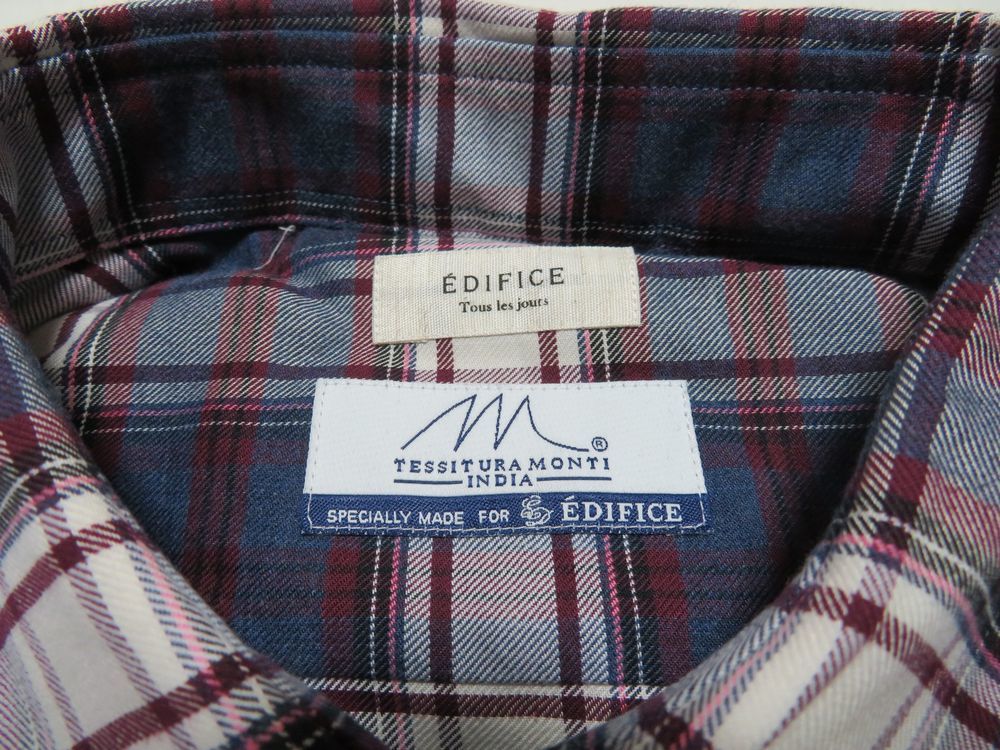 ÉDIFICE
Tous les jours
®
TESSITURA MONTI
INDIA
SPECIALLY MADE FOR ÉDIFICE